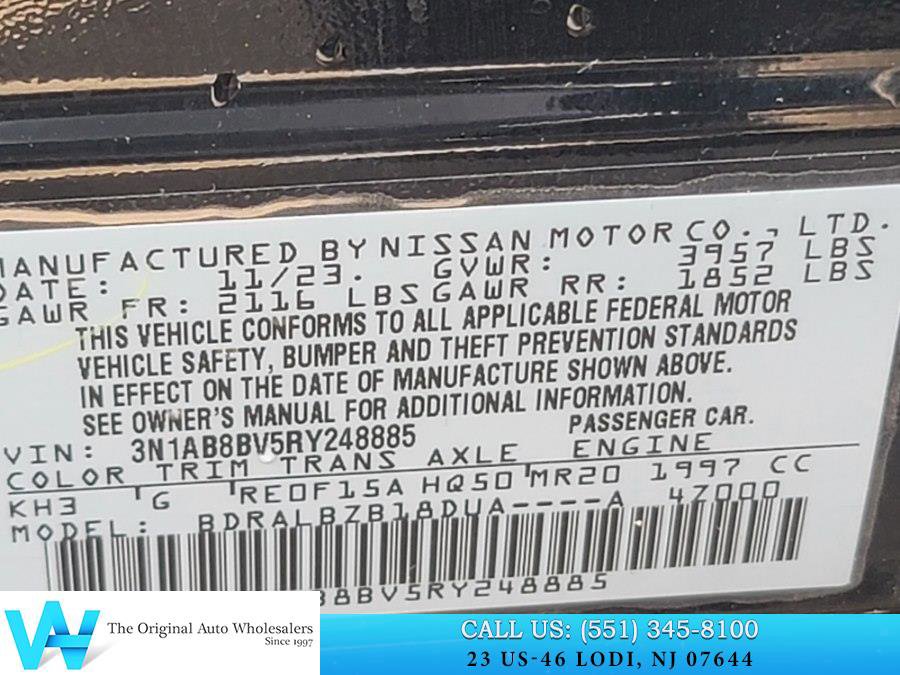 MANUFACTURED BY NISSAN MOTOR CO., LTD.
DATE: 11/23. GVWR: 3957 LBS
GAWR FR: 2116 LBS GAWR RR: 1852 LBS
THIS VEHICLE CONFORMS TO ALL APPLICABLE FEDERAL MOTOR
VEHICLE SAFETY, BUMPER AND THEFT PREVENTION STANDARDS
IN EFFECT ON THE DATE OF MANUFACTURE SHOWN ABOVE.
SEE OWNER'S MANUAL FOR ADDITIONAL INFORMATION.
VIN: 3N1AB8BV5RY248885 PASSENGER CAR.
COLOR TRIM TRANS AXLE ENGINE
KH3 G RE0F15A HQ50 MR20 1997 CC
MODEL: BDRALBZB18DUA----A 47000
B8BV5RY248885
The Original Auto Wholesalers
Since 1997
CALL US: (551) 345-8100
23 US-46 LODI, NJ 07644